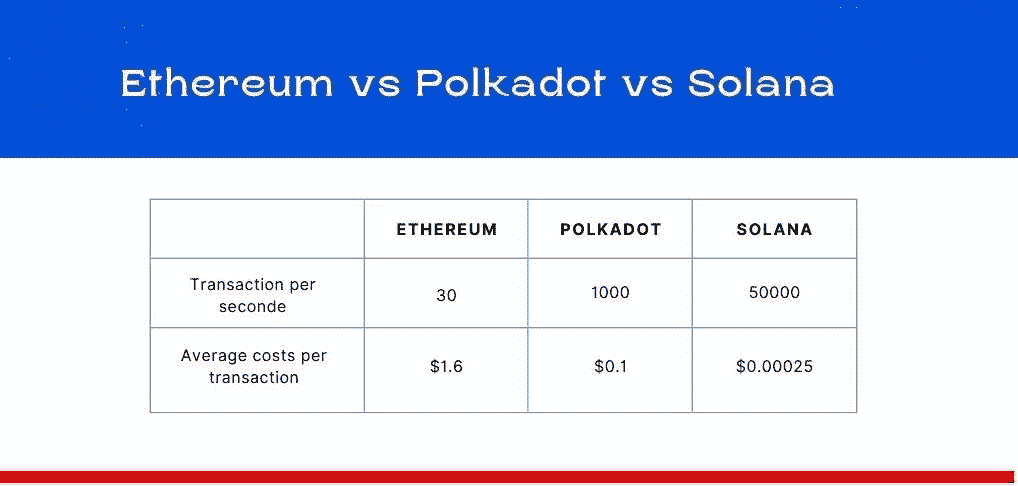 Ethereum vs Polkadot vs Solana
ETHEREUM POLKADOT SOLANA
Transaction per
seconde
30 1000 50000
Average costs per
transaction
$1.6 $0.1 $0.00025